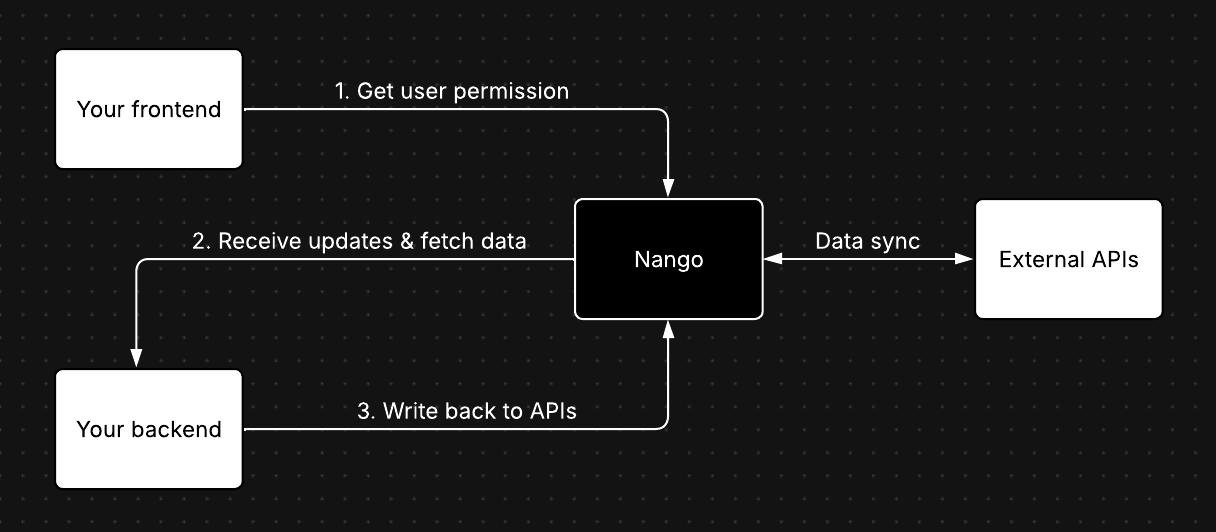 Your frontend
1. Get user permission
2. Receive updates & fetch data
Nango
Data sync
External APIs
Your backend
3. Write back to APIs